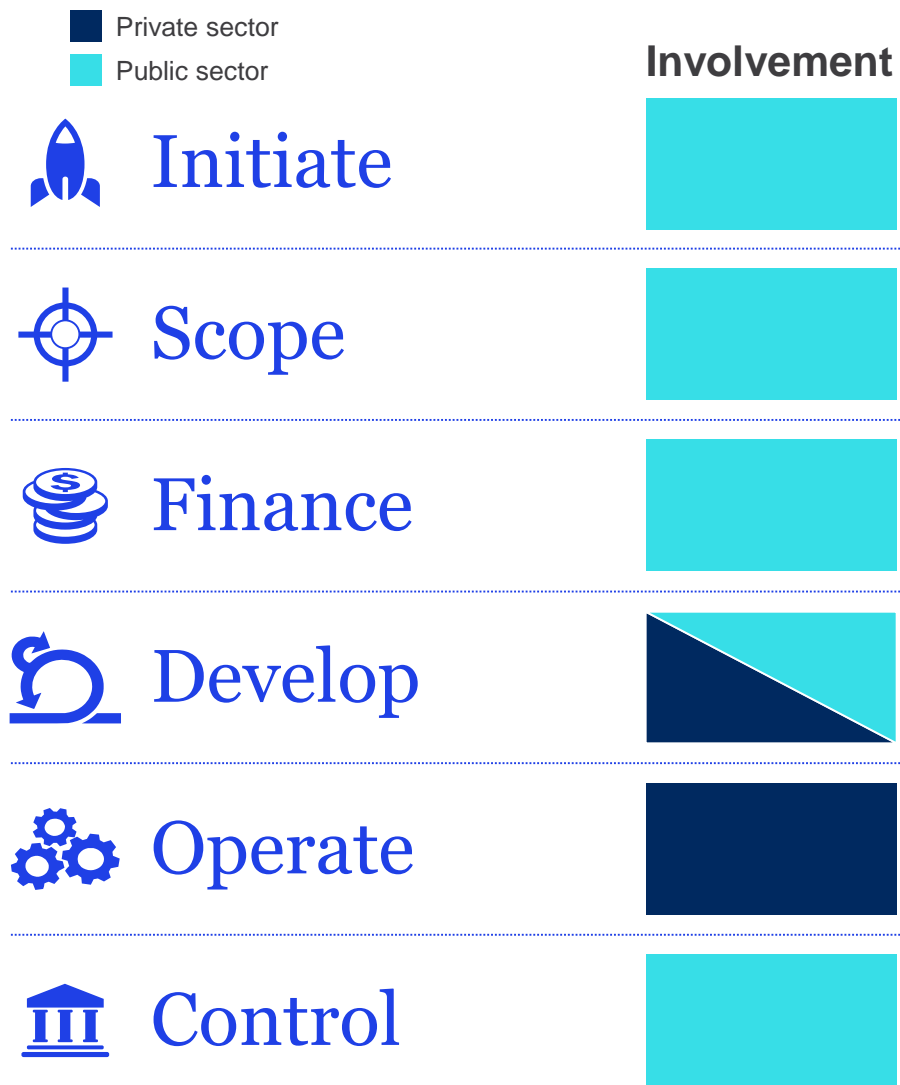 Private sector
Public sector
Involvement
Initiate
Scope
$
Finance
Develop
Operate
Control